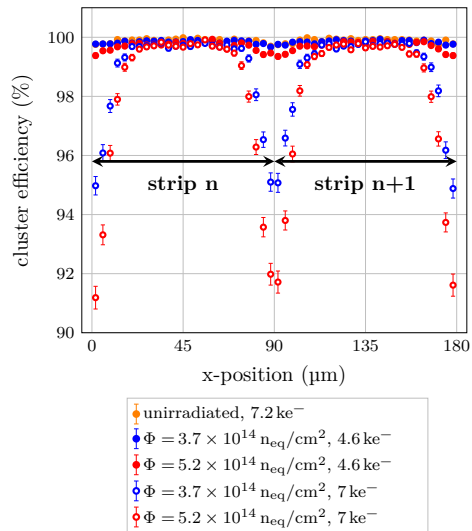 cluster efficiency (%)
100
98
96
94
92
90
strip n
strip n+1
0
45
90
135
180
x-position (µm)
unirradiated, 7.2 ke⁻
Φ = 3.7 × 10¹⁴ n_eq/cm², 4.6 ke⁻
Φ = 5.2 × 10¹⁴ n_eq/cm², 4.6 ke⁻
Φ = 3.7 × 10¹⁴ n_eq/cm², 7 ke⁻
Φ = 5.2 × 10¹⁴ n_eq/cm², 7 ke⁻